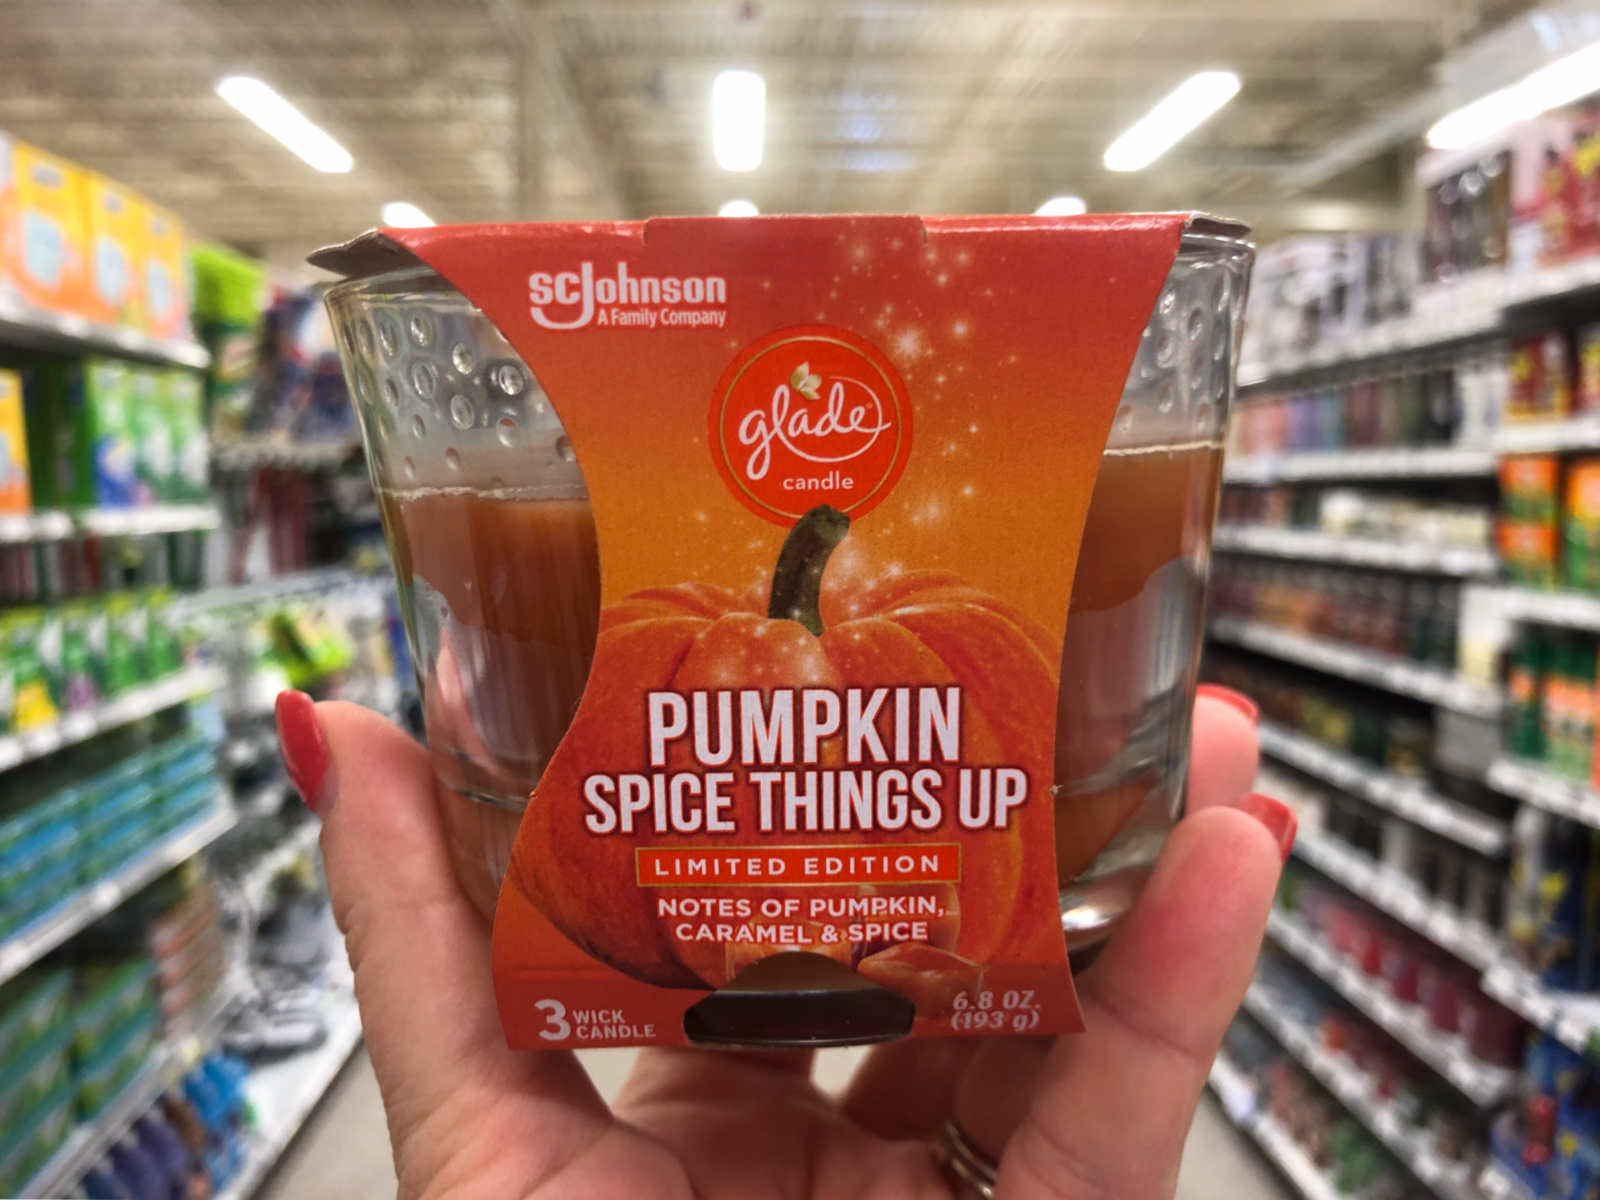 SCJohnson
A Family Company
glade
candle
PUMPKIN
SPICE THINGS UP
LIMITED EDITION
NOTES OF PUMPKIN,
CARAMEL & SPICE
3 WICK
CANDLE
6.8 OZ.
(193 g)